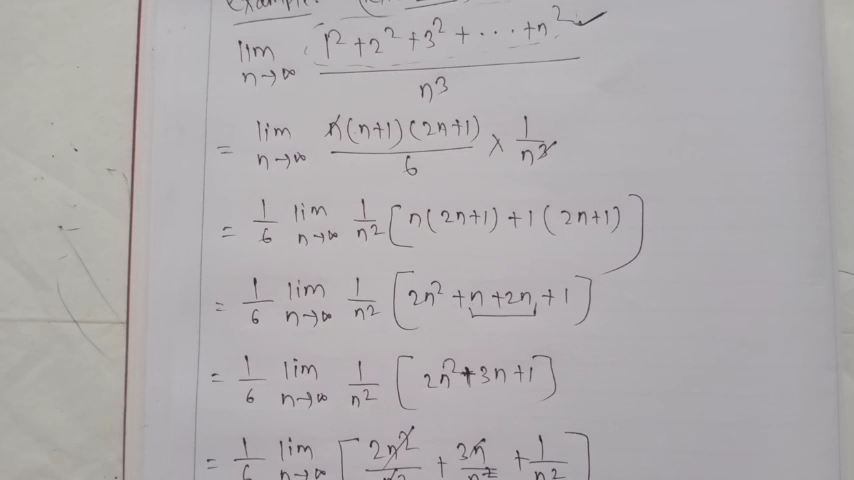 Example:
lim n→∞ (1² + 2² + 3² + ... + n²) / n³
= lim n→∞ n(n+1)(2n+1) / 6 × 1/n³
= 1/6 lim n→∞ 1/n² [n(2n+1) + 1(2n+1)]
= 1/6 lim n→∞ 1/n² [2n² + n + 2n + 1]
= 1/6 lim n→∞ 1/n² [2n² + 3n + 1]
= 1/6 lim n→∞ [2n²/n² + 3n/n² + 1/n²]